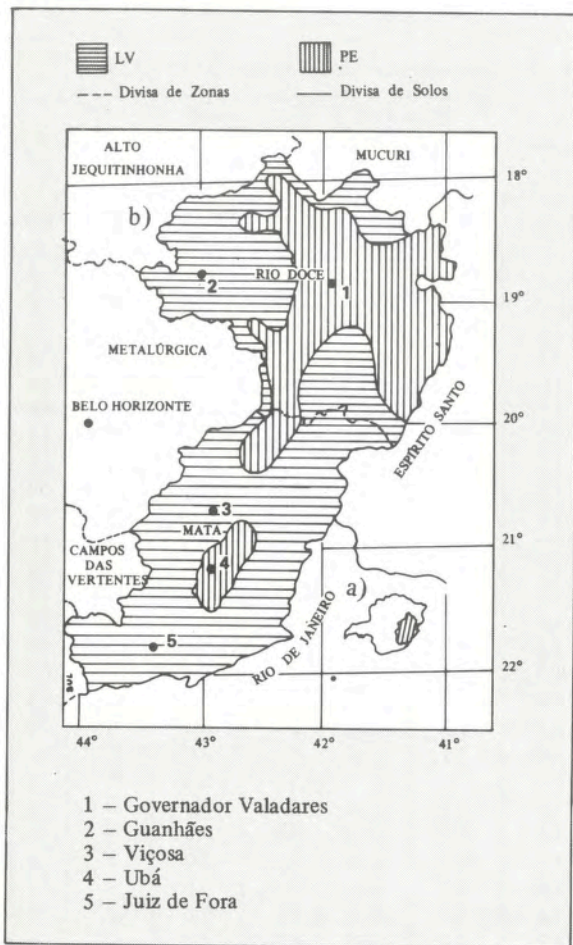 LV PE
--- Divisa de Zonas — Divisa de Solos
ALTO
JEQUITINHONHA
MUCURI
18°
b)
RIO DOCE
2
1
19°
METALÚRGICA
BELO HORIZONTE
20°
ESPÍRITO SANTO
3
MATA
CAMPOS
DAS
VERTENTES
4
21°
a)
5
RIO DE JANEIRO
22°
SUL
44° 43° 42° 41°
1 – Governador Valadares
2 – Guanhães
3 – Viçosa
4 – Ubá
5 – Juiz de Fora